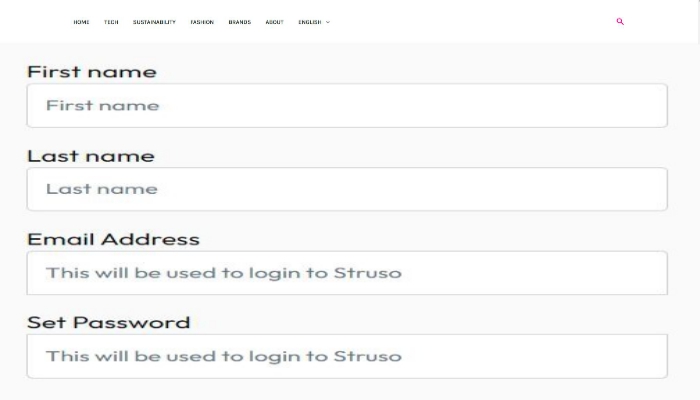 HOME TECH SUSTAINABILITY FASHION BRANDS ABOUT ENGLISH
First name
First name
Last name
Last name
Email Address
This will be used to login to Struso
Set Password
This will be used to login to Struso